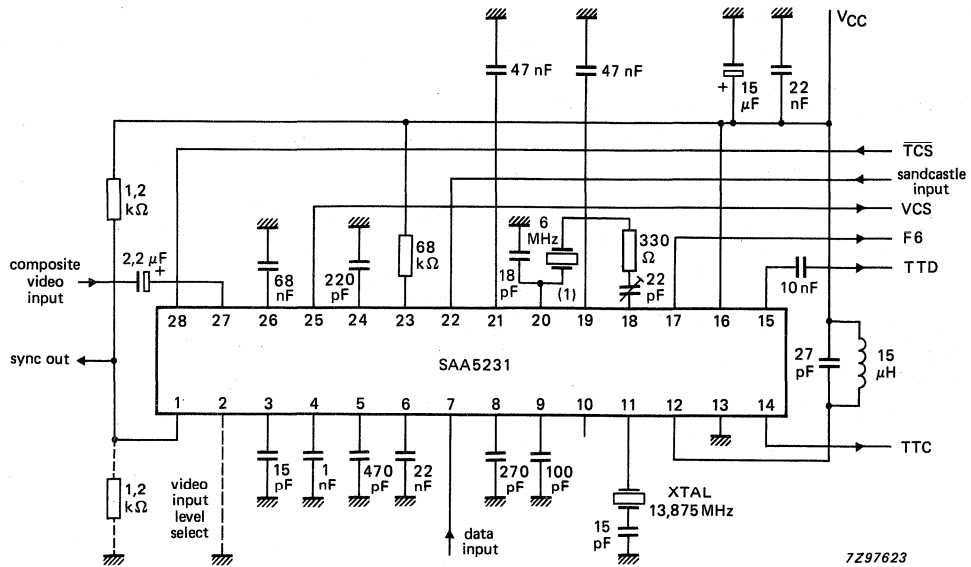 VCC
47 nF
47 nF
+ 15 μF
22 nF
TCS
sandcastle input
VCS
F6
TTD
1,2 kΩ
2,2 μF
+
composite video input
68 nF
220 pF
68 kΩ
18 pF
6 MHz
(1)
330 Ω
22 pF
10 nF
28 27 26 25 24 23 22 21 20 19 18 17 16 15
SAA5231
sync out
27 pF
15 μH
1 2 3 4 5 6 7 8 9 10 11 12 13 14
TTC
1,2 kΩ
video input level select
15 pF
1 nF
470 pF
22 nF
data input
270 pF
100 pF
XTAL
13,875 MHz
15 pF
7Z97623